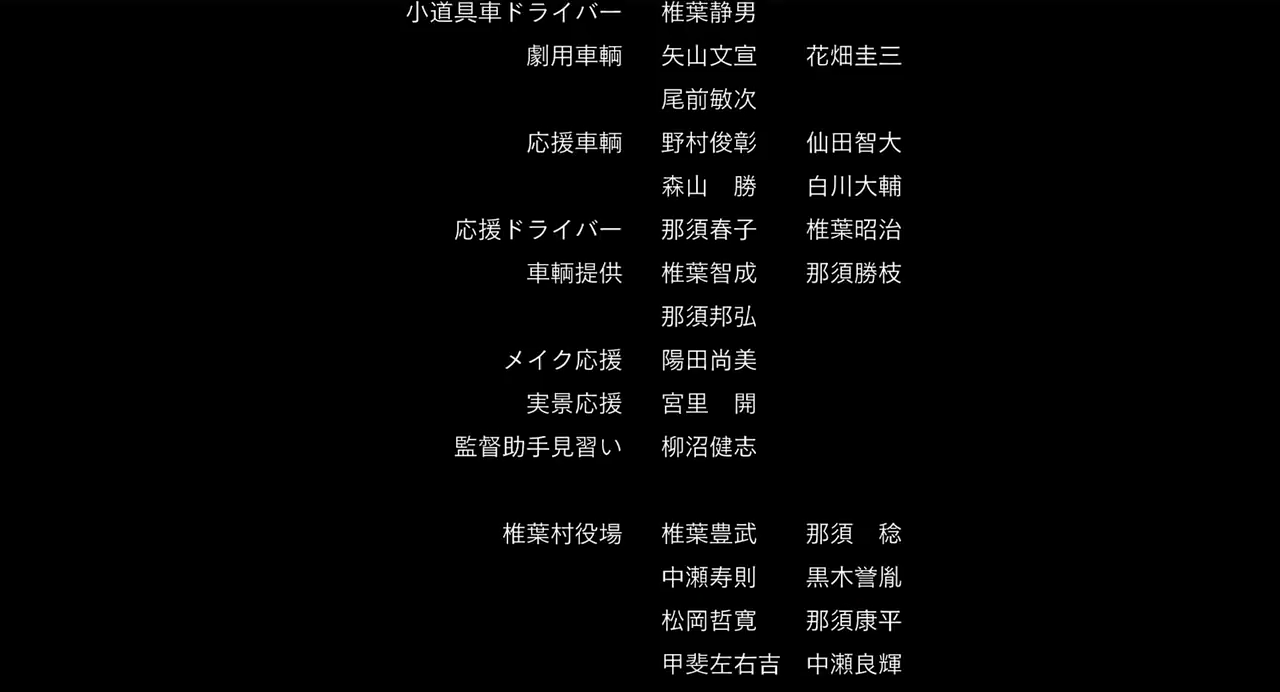 小道具車ドライバー 椎葉静男
劇用車輌 矢山文宣 花畑圭三
尾前敏次
応援車輌 野村俊彰 仙田智大
森山　勝 白川大輔
応援ドライバー 那須春子 椎葉昭治
車輌提供 椎葉智成 那須勝枝
那須邦弘
メイク応援 陽田尚美
実景応援 宮里　開
監督助手見習い 柳沼健志
椎葉村役場 椎葉豊武 那須　稔
中瀬寿則 黒木誉胤
松岡哲寛 那須康平
甲斐左右吉 中瀬良輝